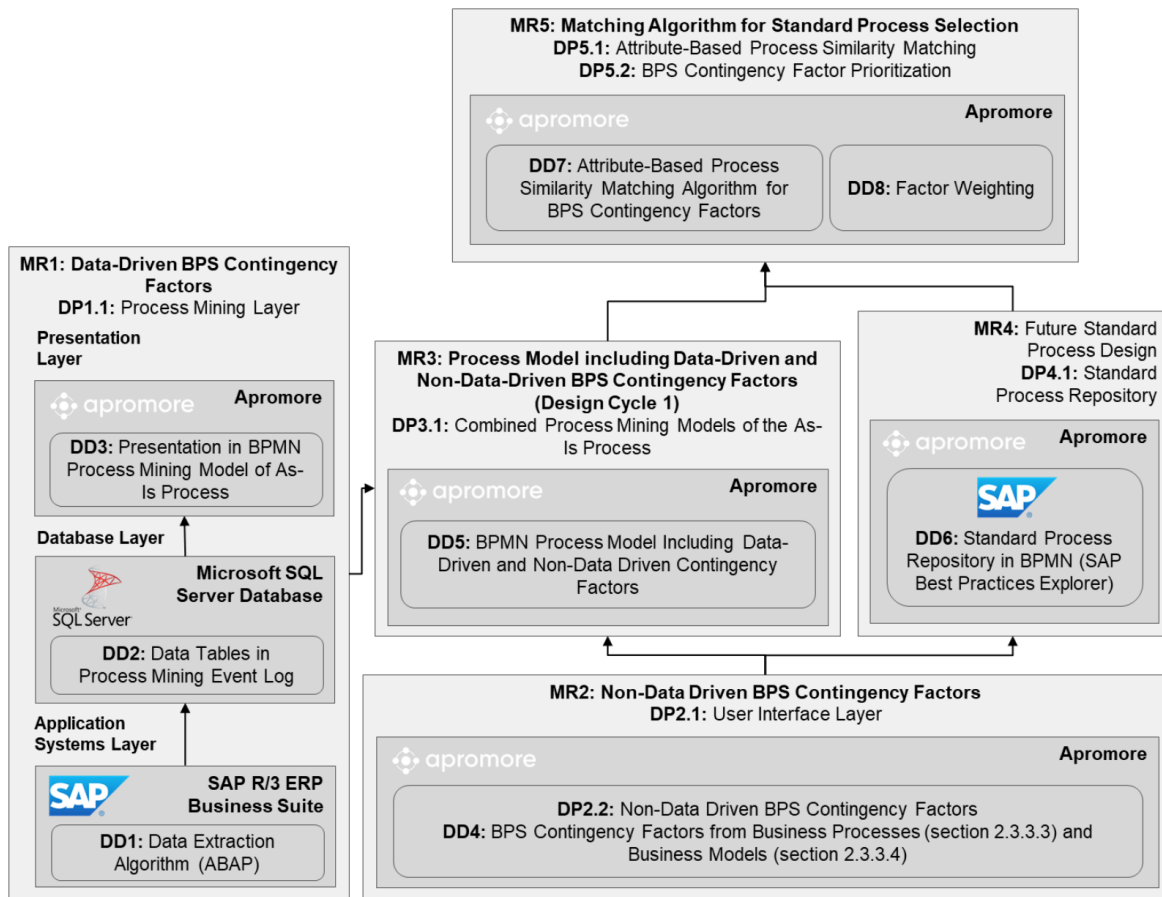 MR5: Matching Algorithm for Standard Process Selection
DP5.1: Attribute-Based Process Similarity Matching
DP5.2: BPS Contingency Factor Prioritization
apromore
Apromore
DD7: Attribute-Based Process
Similarity Matching Algorithm for
BPS Contingency Factors
DD8: Factor Weighting
MR1: Data-Driven BPS Contingency
Factors
DP1.1: Process Mining Layer
Presentation
Layer
apromore
Apromore
DD3: Presentation in BPMN
Process Mining Model of As-
Is Process
Database Layer
Microsoft SQL
Server Database
Microsoft
SQL Server
DD2: Data Tables in
Process Mining Event Log
Application
Systems Layer
SAP
SAP R/3 ERP
Business Suite
DD1: Data Extraction
Algorithm (ABAP)
MR3: Process Model including Data-Driven and
Non-Data-Driven BPS Contingency Factors
(Design Cycle 1)
DP3.1: Combined Process Mining Models of the As-
Is Process
apromore
Apromore
DD5: BPMN Process Model Including Data-
Driven and Non-Data Driven Contingency
Factors
MR4: Future Standard
Process Design
DP4.1: Standard
Process Repository
apromore
Apromore
SAP
DD6: Standard Process
Repository in BPMN (SAP
Best Practices Explorer)
MR2: Non-Data Driven BPS Contingency Factors
DP2.1: User Interface Layer
apromore
Apromore
DP2.2: Non-Data Driven BPS Contingency Factors
DD4: BPS Contingency Factors from Business Processes (section 2.3.3.3) and
Business Models (section 2.3.3.4)